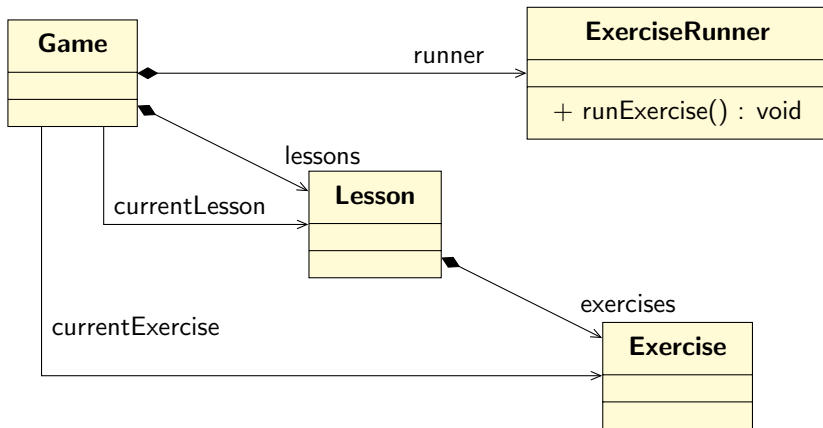 Game
ExerciseRunner
runner
+ runExercise() : void
lessons
Lesson
currentLesson
exercises
currentExercise
Exercise